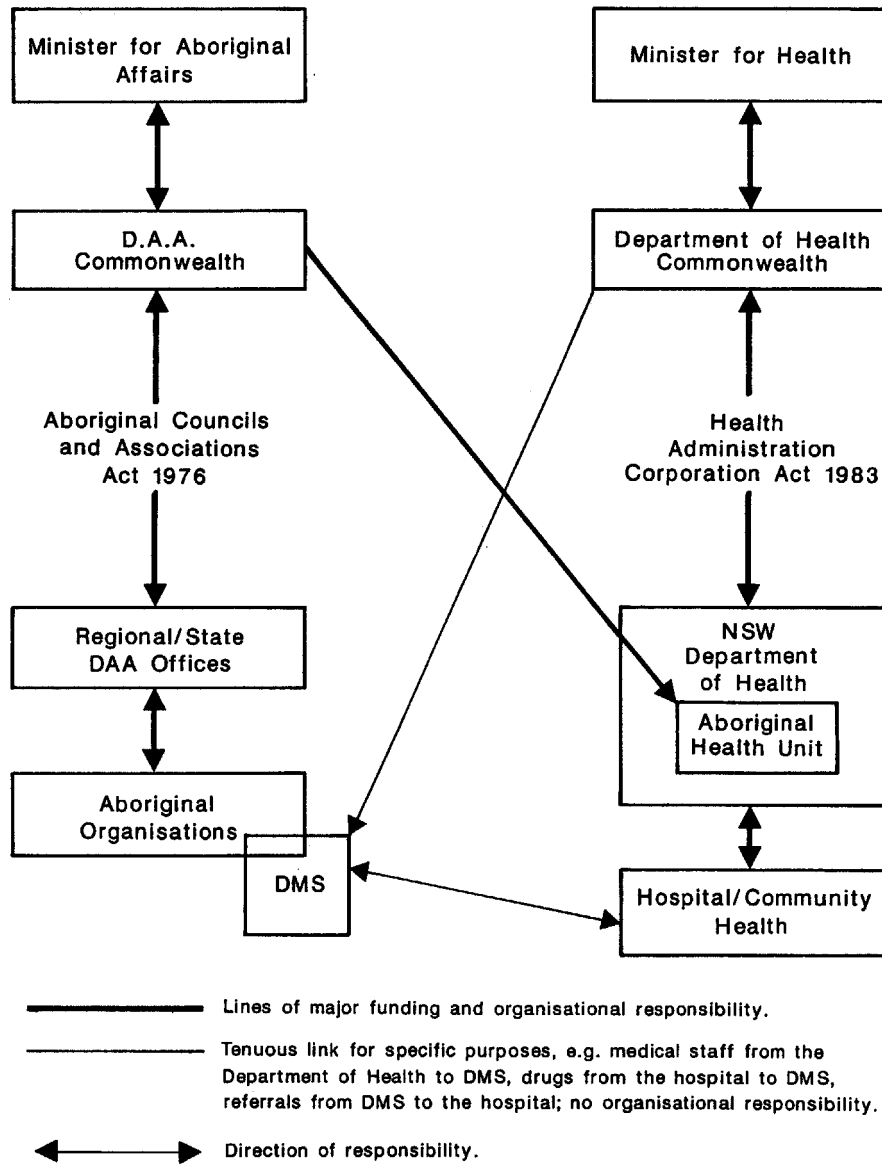 Minister for Aboriginal
Affairs
Minister for Health
D.A.A.
Commonwealth
Department of Health
Commonwealth
Aboriginal Councils
and Associations
Act 1976
Health
Administration
Corporation Act 1983
Regional/State
DAA Offices
NSW
Department
of Health
Aboriginal
Health Unit
Aboriginal
Organisations
DMS
Hospital/Community
Health
Lines of major funding and organisational responsibility.
Tenuous link for specific purposes, e.g. medical staff from the
Department of Health to DMS, drugs from the hospital to DMS,
referrals from DMS to the hospital; no organisational responsibility.
Direction of responsibility.